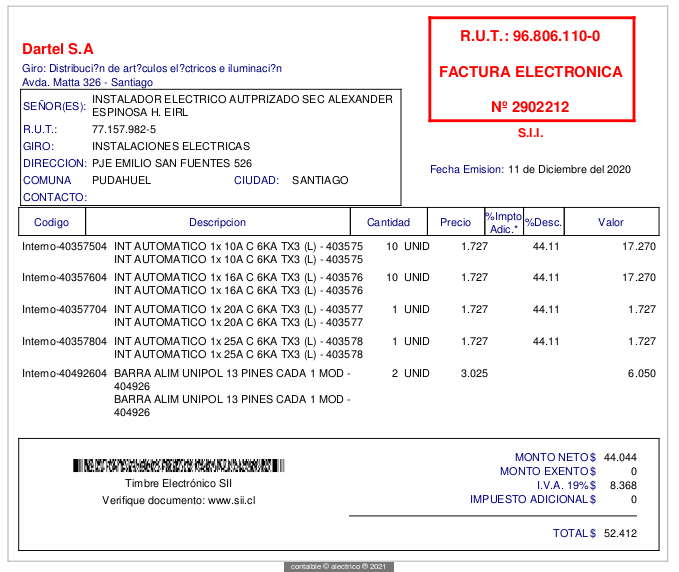 Dartel S.A
Giro: Distribuci?n de art?culos el?ctricos e iluminaci?n
Avda. Matta 326 - Santiago
R.U.T.: 96.806.110-0
FACTURA ELECTRONICA
Nº 2902212
S.I.I.
SEÑOR(ES): INSTALADOR ELECTRICO AUTPRIZADO SEC ALEXANDER
ESPINOSA H. EIRL
R.U.T.: 77.157.982-5
GIRO: INSTALACIONES ELECTRICAS
DIRECCION: PJE EMILIO SAN FUENTES 526
COMUNA PUDAHUEL CIUDAD: SANTIAGO
CONTACTO:
Fecha Emision: 11 de Diciembre del 2020
Codigo Descripcion Cantidad Precio %Impto Adic.* %Desc. Valor
Interno-40357504 INT AUTOMATICO 1x 10A C 6KA TX3 (L) - 403575 10 UNID 1.727 44.11 17.270
INT AUTOMATICO 1x 10A C 6KA TX3 (L) - 403575
Interno-40357604 INT AUTOMATICO 1x 16A C 6KA TX3 (L) - 403576 10 UNID 1.727 44.11 17.270
INT AUTOMATICO 1x 16A C 6KA TX3 (L) - 403576
Interno-40357704 INT AUTOMATICO 1x 20A C 6KA TX3 (L) - 403577 1 UNID 1.727 44.11 1.727
INT AUTOMATICO 1x 20A C 6KA TX3 (L) - 403577
Interno-40357804 INT AUTOMATICO 1x 25A C 6KA TX3 (L) - 403578 1 UNID 1.727 44.11 1.727
INT AUTOMATICO 1x 25A C 6KA TX3 (L) - 403578
Interno-40492604 BARRA ALIM UNIPOL 13 PINES CADA 1 MOD - 2 UNID 3.025 6.050
404926
BARRA ALIM UNIPOL 13 PINES CADA 1 MOD -
404926
Timbre Electrónico SII
Verifique documento: www.sii.cl
MONTO NETO $ 44.044
MONTO EXENTO $ 0
I.V.A. 19% $ 8.368
IMPUESTO ADICIONAL $ 0
TOTAL $ 52.412
contaible © alectrico ® 2021